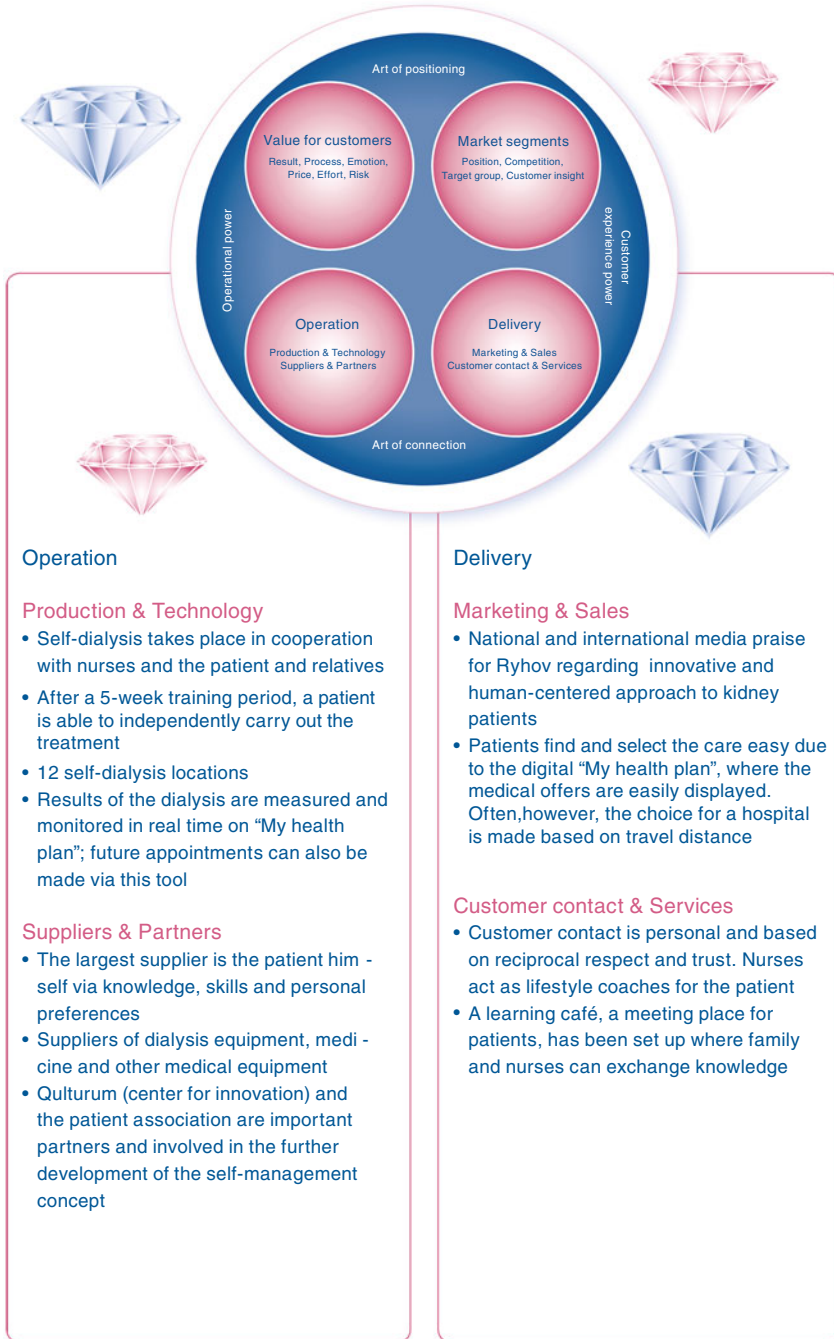 Art of positioning
Value for customers
Result, Process, Emotion,
Price, Effort, Risk
Market segments
Position, Competition,
Target group, Customer insight
Operational power
Customer
experience power
Operation
Production & Technology
Suppliers & Partners
Delivery
Marketing & Sales
Customer contact & Services
Art of connection
Operation
Production & Technology
• Self-dialysis takes place in cooperation
with nurses and the patient and relatives
• After a 5-week training period, a patient
is able to independently carry out the
treatment
• 12 self-dialysis locations
• Results of the dialysis are measured and
monitored in real time on “My health
plan”; future appointments can also be
made via this tool
Suppliers & Partners
• The largest supplier is the patient him -
self via knowledge, skills and personal
preferences
• Suppliers of dialysis equipment, medi -
cine and other medical equipment
• Qulturum (center for innovation) and
the patient association are important
partners and involved in the further
development of the self-management
concept
Delivery
Marketing & Sales
• National and international media praise
for Ryhov regarding innovative and
human-centered approach to kidney
patients
• Patients find and select the care easy due
to the digital “My health plan”, where the
medical offers are easily displayed.
Often,however, the choice for a hospital
is made based on travel distance
Customer contact & Services
• Customer contact is personal and based
on reciprocal respect and trust. Nurses
act as lifestyle coaches for the patient
• A learning café, a meeting place for
patients, has been set up where family
and nurses can exchange knowledge